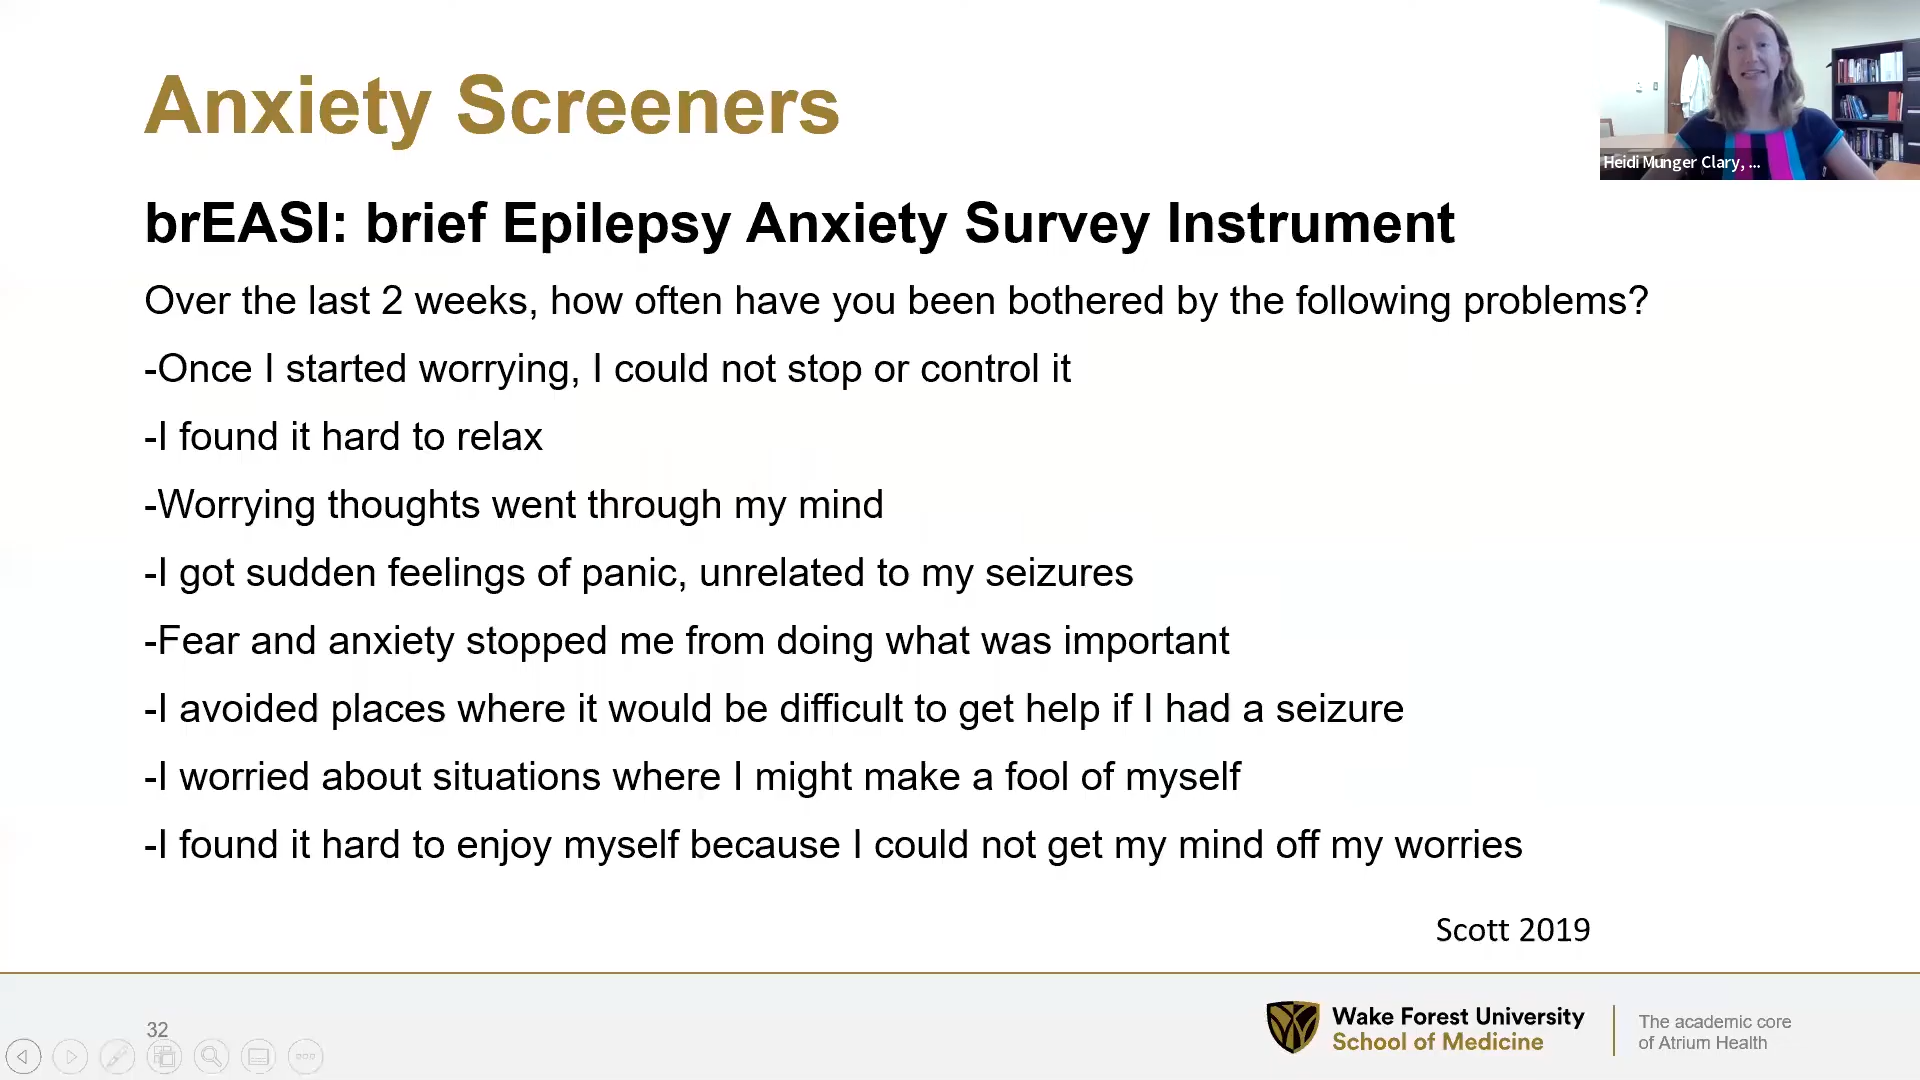 Anxiety Screeners
Heidi Munger Clary, ...
brEASI: brief Epilepsy Anxiety Survey Instrument
Over the last 2 weeks, how often have you been bothered by the following problems?
-Once I started worrying, I could not stop or control it
-I found it hard to relax
-Worrying thoughts went through my mind
-I got sudden feelings of panic, unrelated to my seizures
-Fear and anxiety stopped me from doing what was important
-I avoided places where it would be difficult to get help if I had a seizure
-I worried about situations where I might make a fool of myself
-I found it hard to enjoy myself because I could not get my mind off my worries
Scott 2019
32
Wake Forest University
School of Medicine
The academic core
of Atrium Health